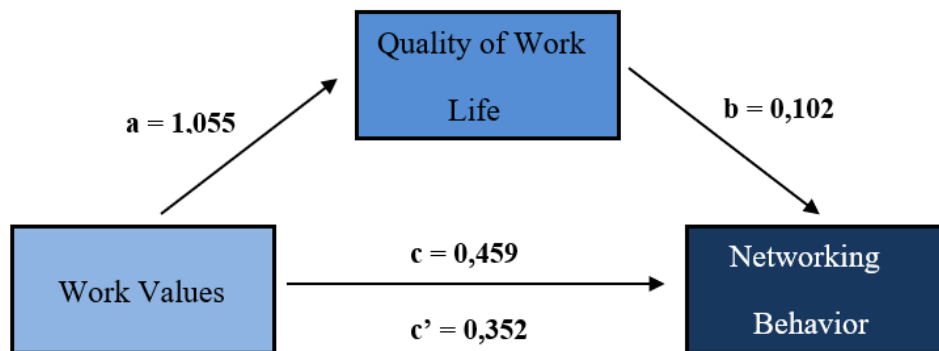 Quality of Work
Life
a = 1,055
b = 0,102
Work Values
c = 0,459
c’ = 0,352
Networking
Behavior